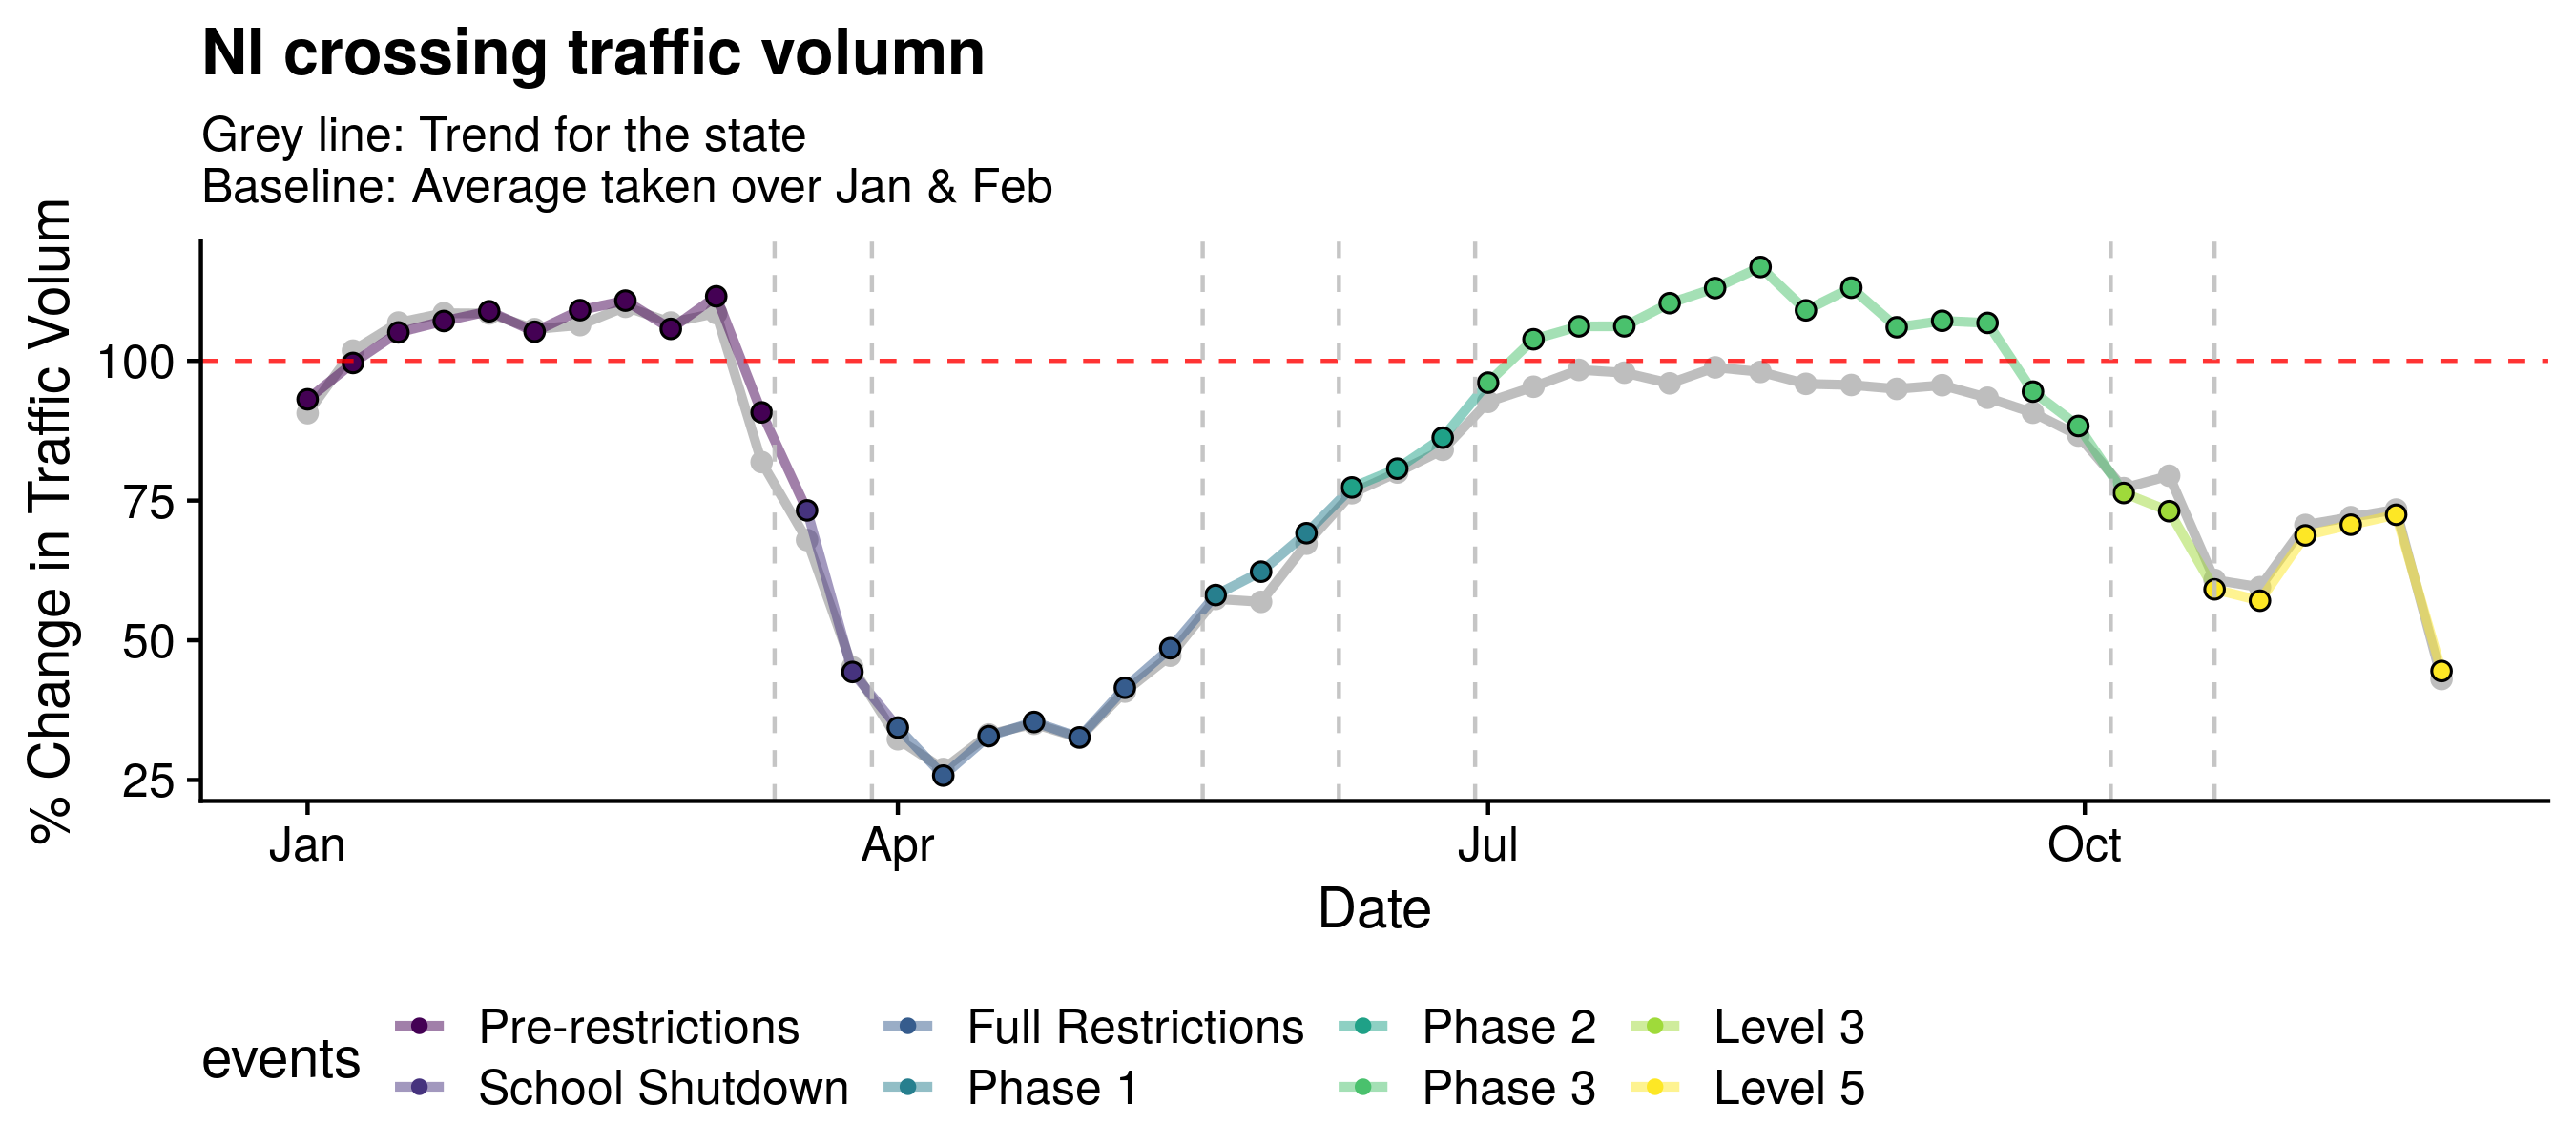 NI crossing traffic volumn
Grey line: Trend for the state
Baseline: Average taken over Jan & Feb
% Change in Traffic Volum
100
75
50
25
Jan Apr Jul Oct
Date
events
Pre-restrictions Full Restrictions Phase 2 Level 3
School Shutdown Phase 1 Phase 3 Level 5